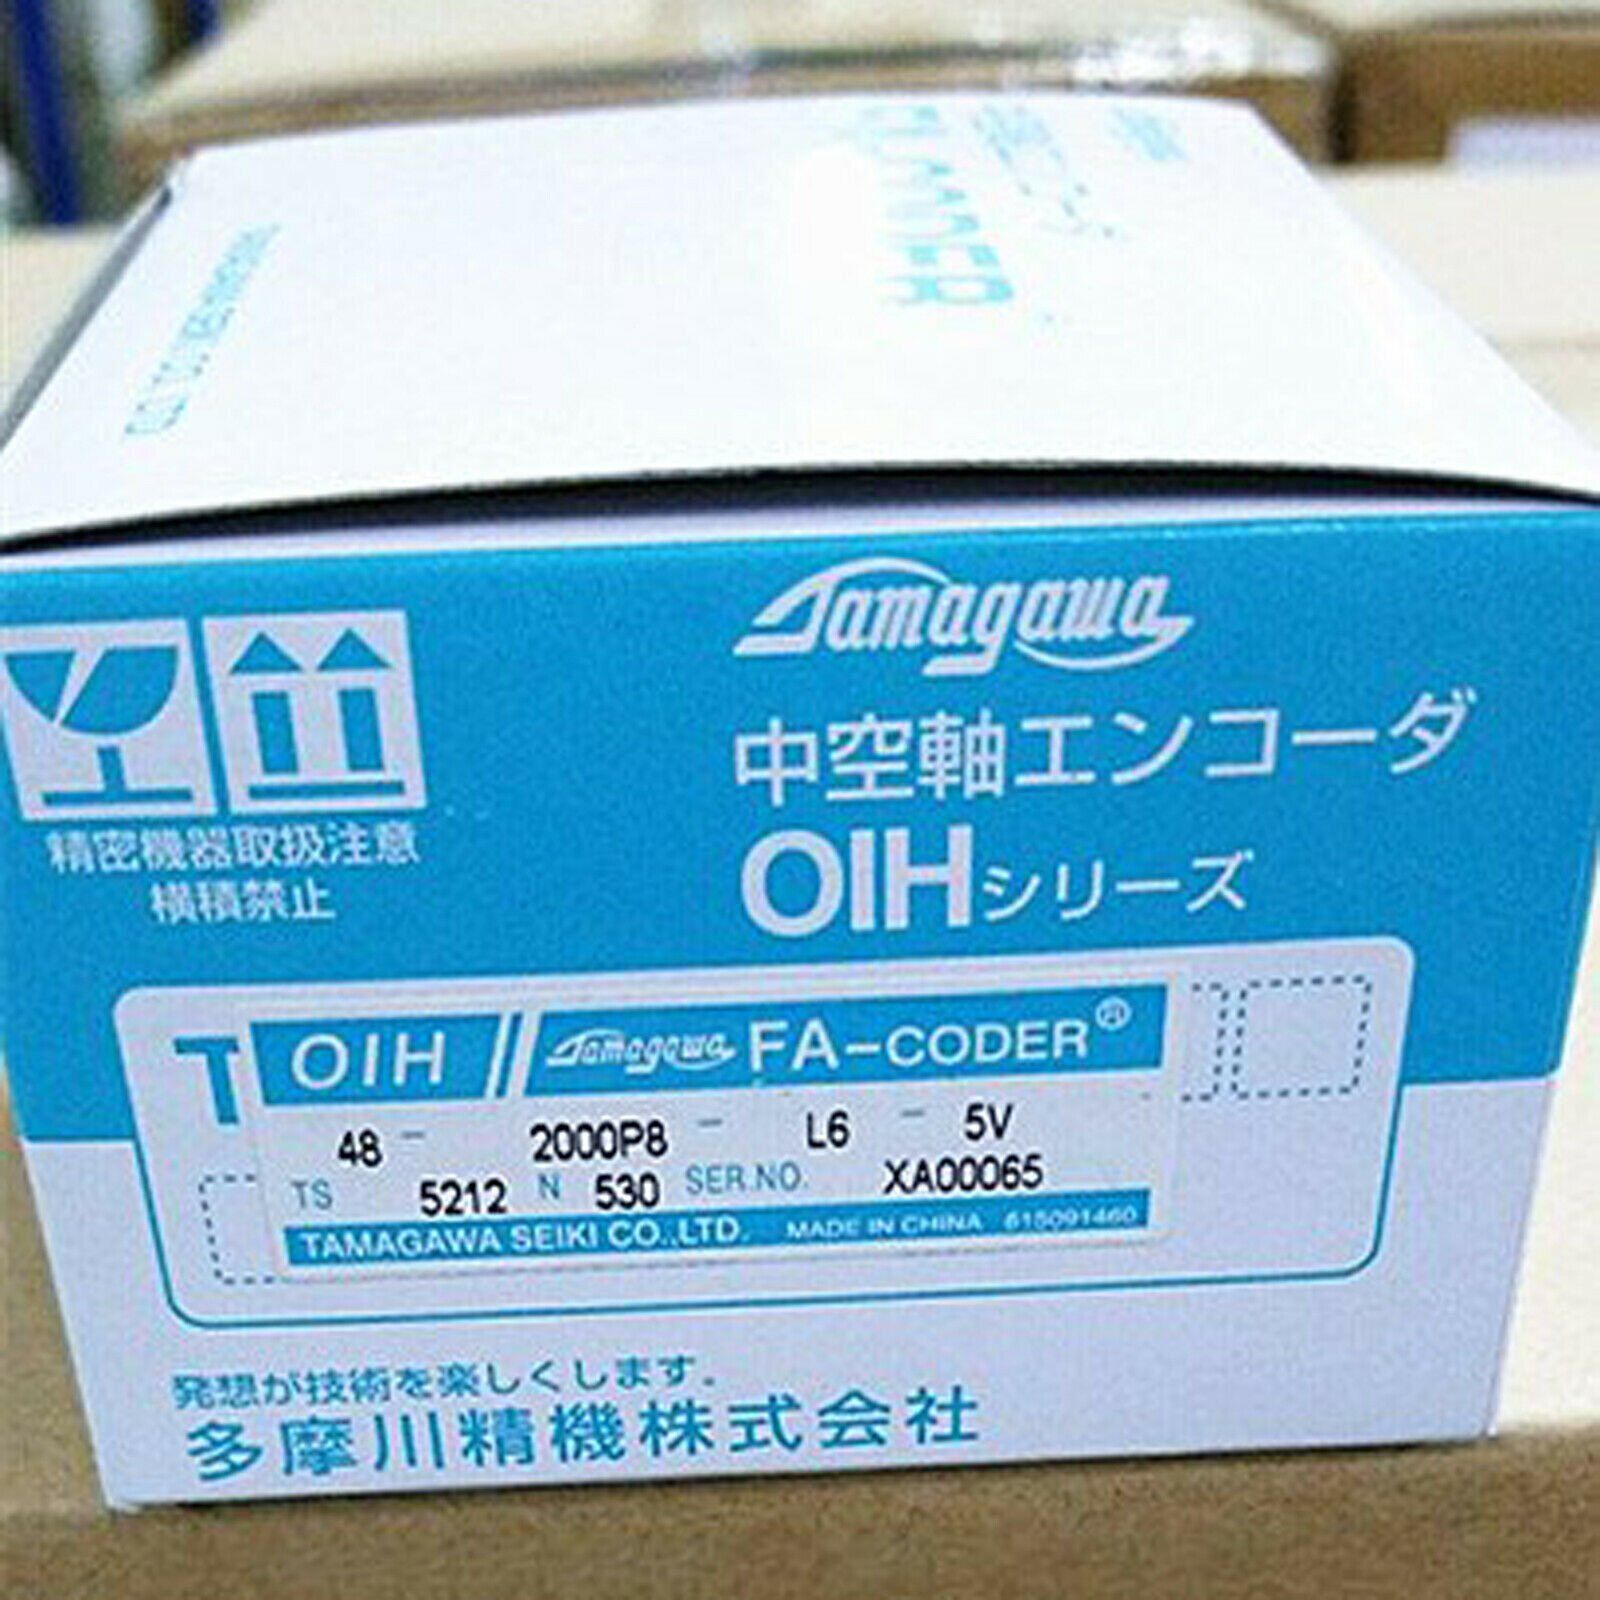 Tamagawa
中空軸エンコーダ
OIHシリーズ
精密機器取扱注意
横積禁止
T
OIH Tamagawa FA-CODER®
48 - 2000P8 - L6 - 5V
TS 5212 N 530 SER.NO. XA00065
TAMAGAWA SEIKI CO.,LTD. MADE IN CHINA 615091460
発想が技術を楽しくします.
多摩川精機株式会社